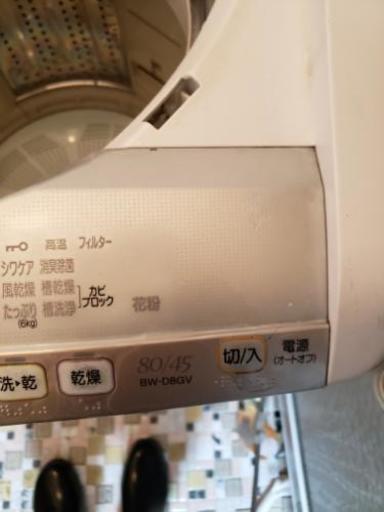 高温 フィルター
シワケア 消臭除菌
風乾燥 槽乾燥 カビ
たっぷり 槽洗浄 ブロック 花粉
(6kg)
洗▸乾 乾燥 80/45 切/入 電源
BW-D8GV (オートオフ)